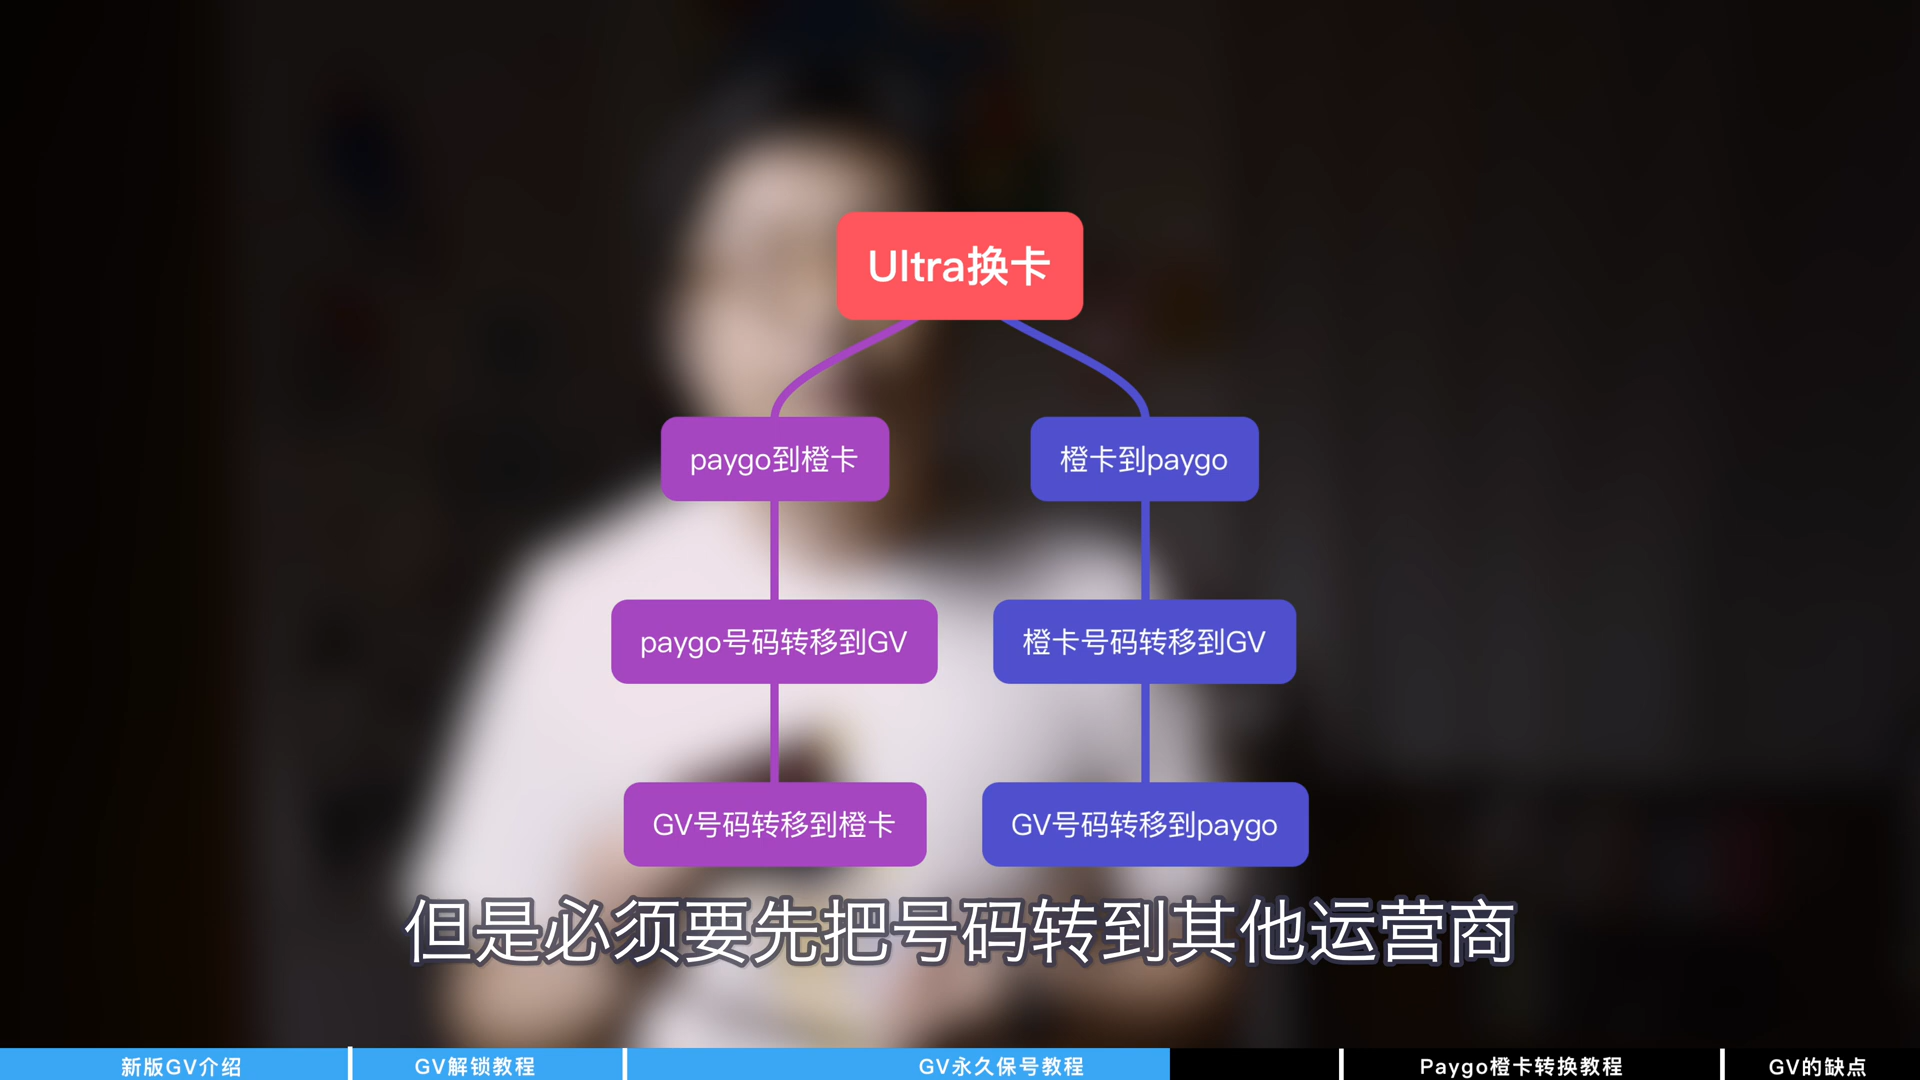 Ultra换卡
paygo到橙卡
橙卡到paygo
paygo号码转移到GV
橙卡号码转移到GV
GV号码转移到橙卡
GV号码转移到paygo
但是必须要先把号码转到其他运营商
新版GV介绍
GV解锁教程
GV永久保号教程
Paygo橙卡转换教程
GV的缺点